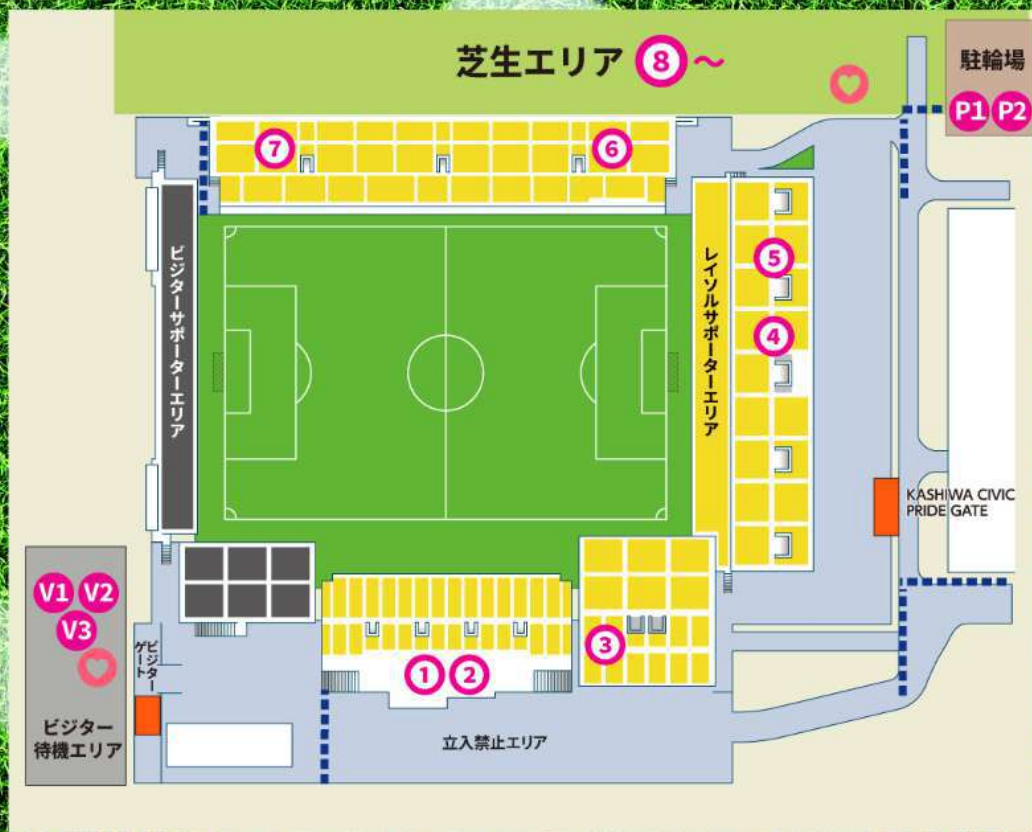 芝生エリア 8 ~
駐輪場
P1 P2
7
6
ビジターサポーターエリア
レイソルサポーターエリア
5
4
KASHIWA CIVIC
PRIDE GATE
V1 V2
V3
ビジター
ゲート
ビジター
待機エリア
3
1 2
立入禁止エリア